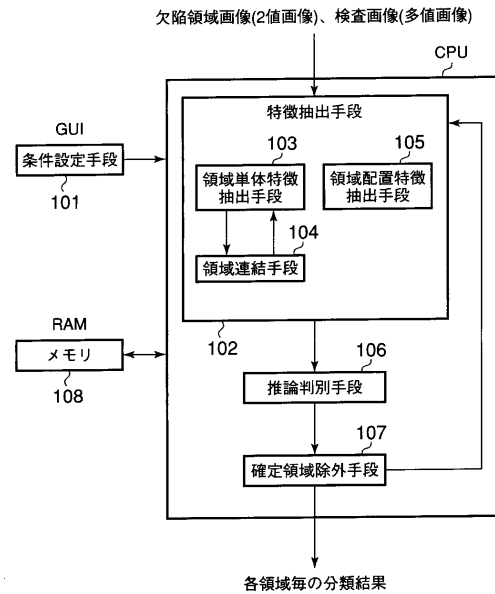 欠陥領域画像(2値画像)、検査画像(多値画像)
CPU
特徴抽出手段
GUI
条件設定手段
101
103
領域単体特徴
抽出手段
105
領域配置特徴
抽出手段
104
領域連結手段
RAM
メモリ
108
102
106
推論判別手段
107
確定領域除外手段
各領域毎の分類結果